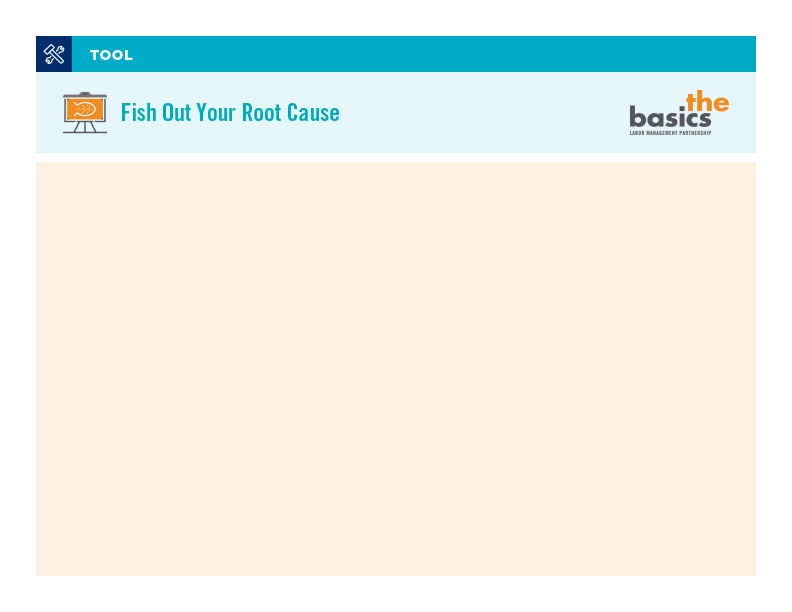 TOOL
Fish Out Your Root Cause
the
basics
LABOR MANAGEMENT PARTNERSHIP